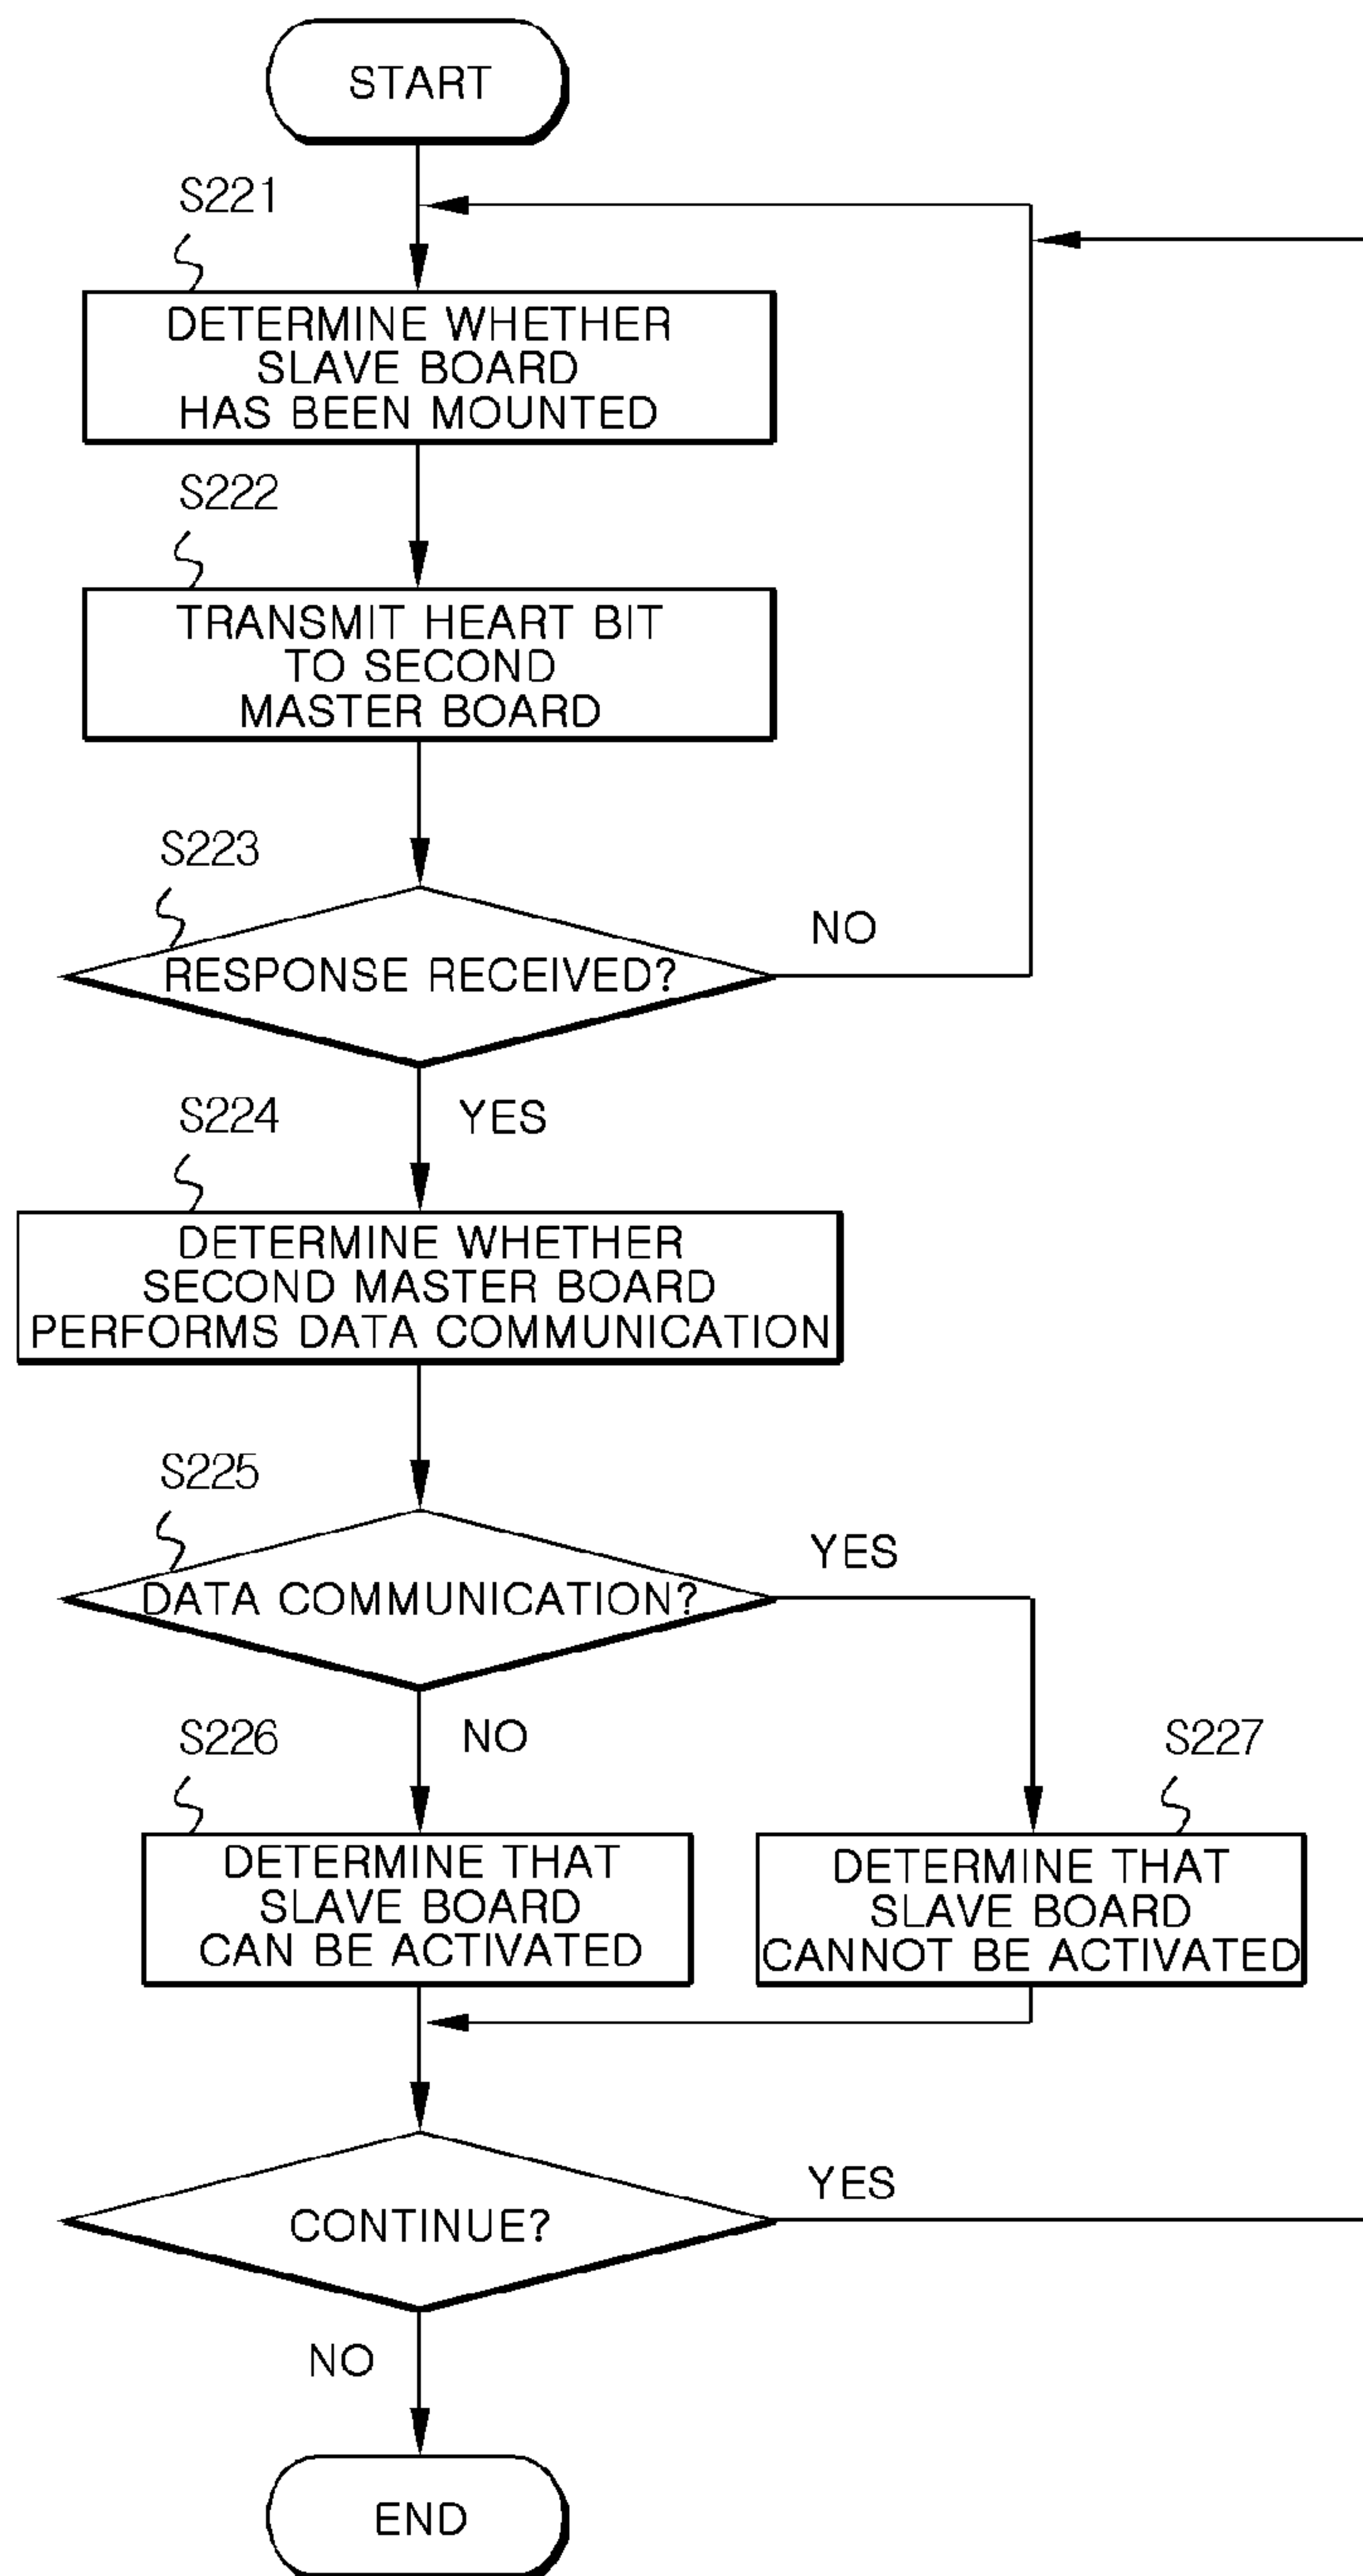 START
S221
DETERMINE WHETHER
SLAVE BOARD
HAS BEEN MOUNTED
S222
TRANSMIT HEART BIT
TO SECOND
MASTER BOARD
S223
RESPONSE RECEIVED?
NO
YES
S224
DETERMINE WHETHER
SECOND MASTER BOARD
PERFORMS DATA COMMUNICATION
S225
DATA COMMUNICATION?
YES
NO
S226
DETERMINE THAT
SLAVE BOARD
CAN BE ACTIVATED
S227
DETERMINE THAT
SLAVE BOARD
CANNOT BE ACTIVATED
CONTINUE?
YES
NO
END